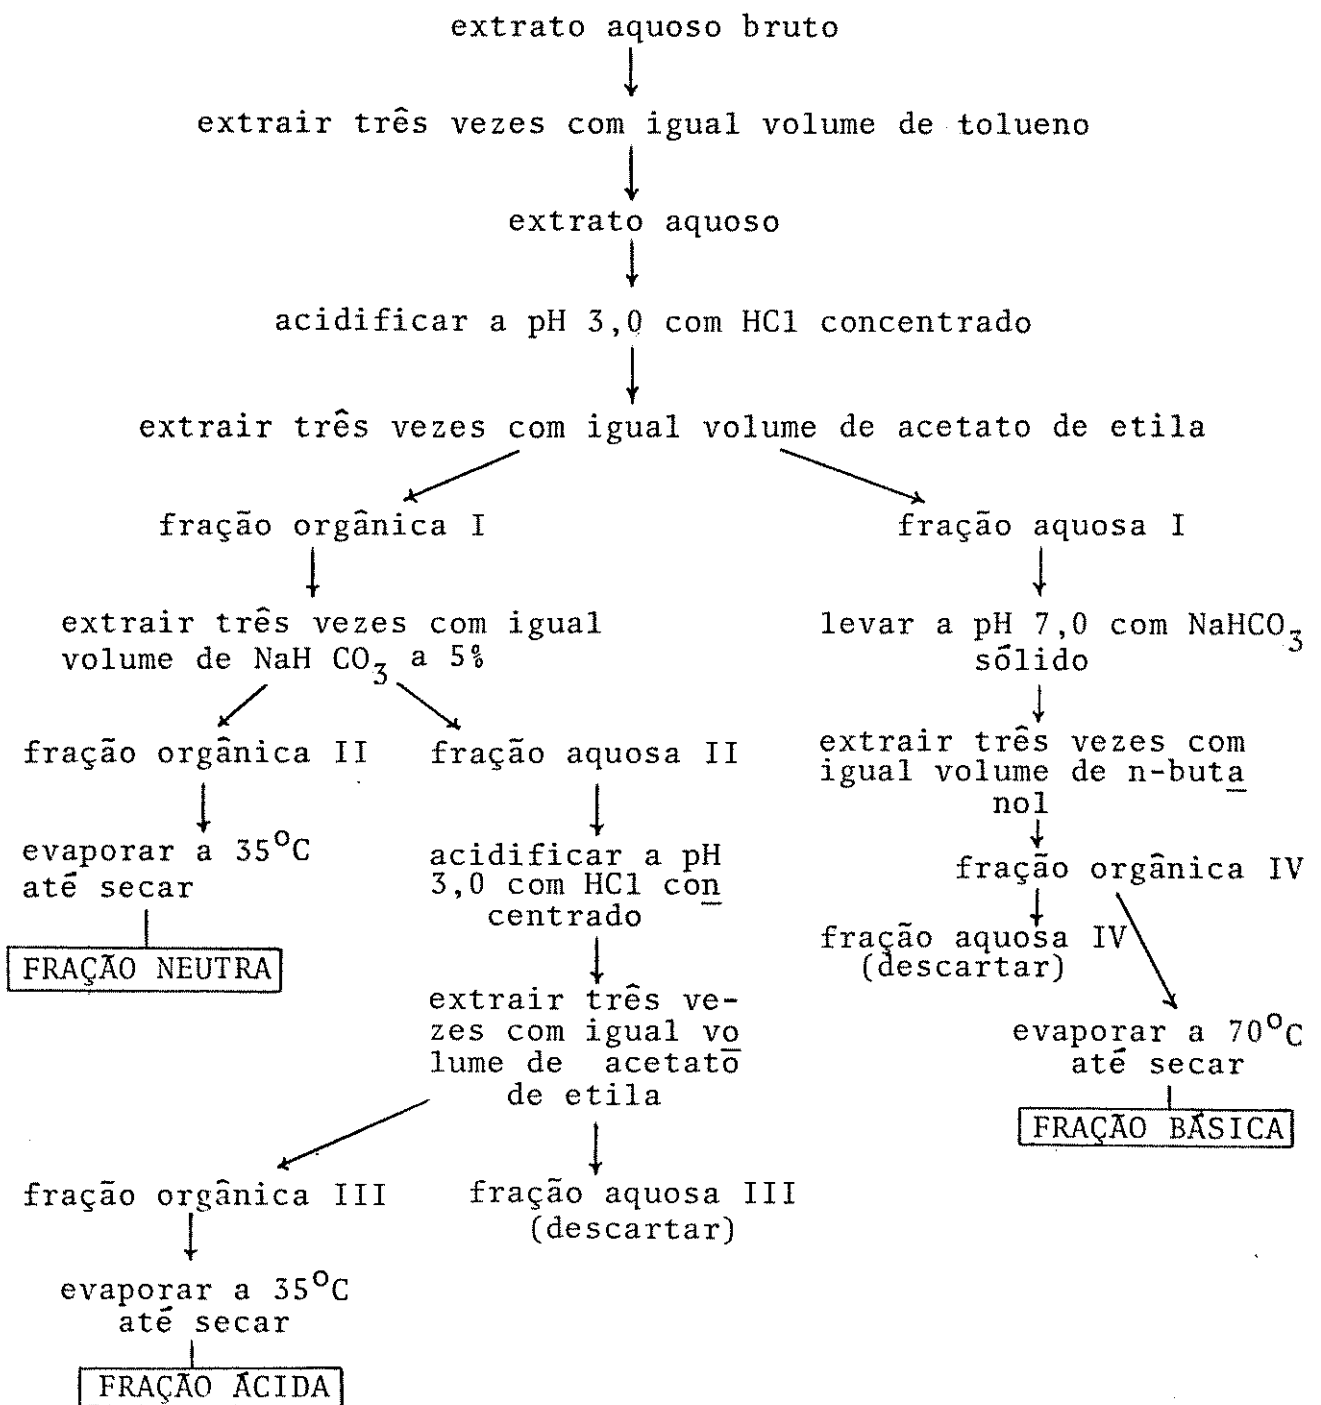 extrato aquoso bruto
extrair três vezes com igual volume de tolueno
extrato aquoso
acidificar a pH 3,0 com HCl concentrado
extrair três vezes com igual volume de acetato de etila
fração orgânica I
fração aquosa I
extrair três vezes com igual
volume de NaH CO₃ a 5%
levar a pH 7,0 com NaHCO₃
sólido
fração orgânica II
fração aquosa II
extrair três vezes com
igual volume de n-buta
nol
evaporar a 35ºC
até secar
acidificar a pH
3,0 com HCl con
centrado
fração orgânica IV
fração aquosa IV
(descartar)
FRAÇÃO NEUTRA
extrair três ve-
zes com igual vo
lume de acetato
de etila
evaporar a 70ºC
até secar
FRAÇÃO BÁSICA
fração orgânica III
fração aquosa III
(descartar)
evaporar a 35ºC
até secar
FRAÇÃO ÁCIDA